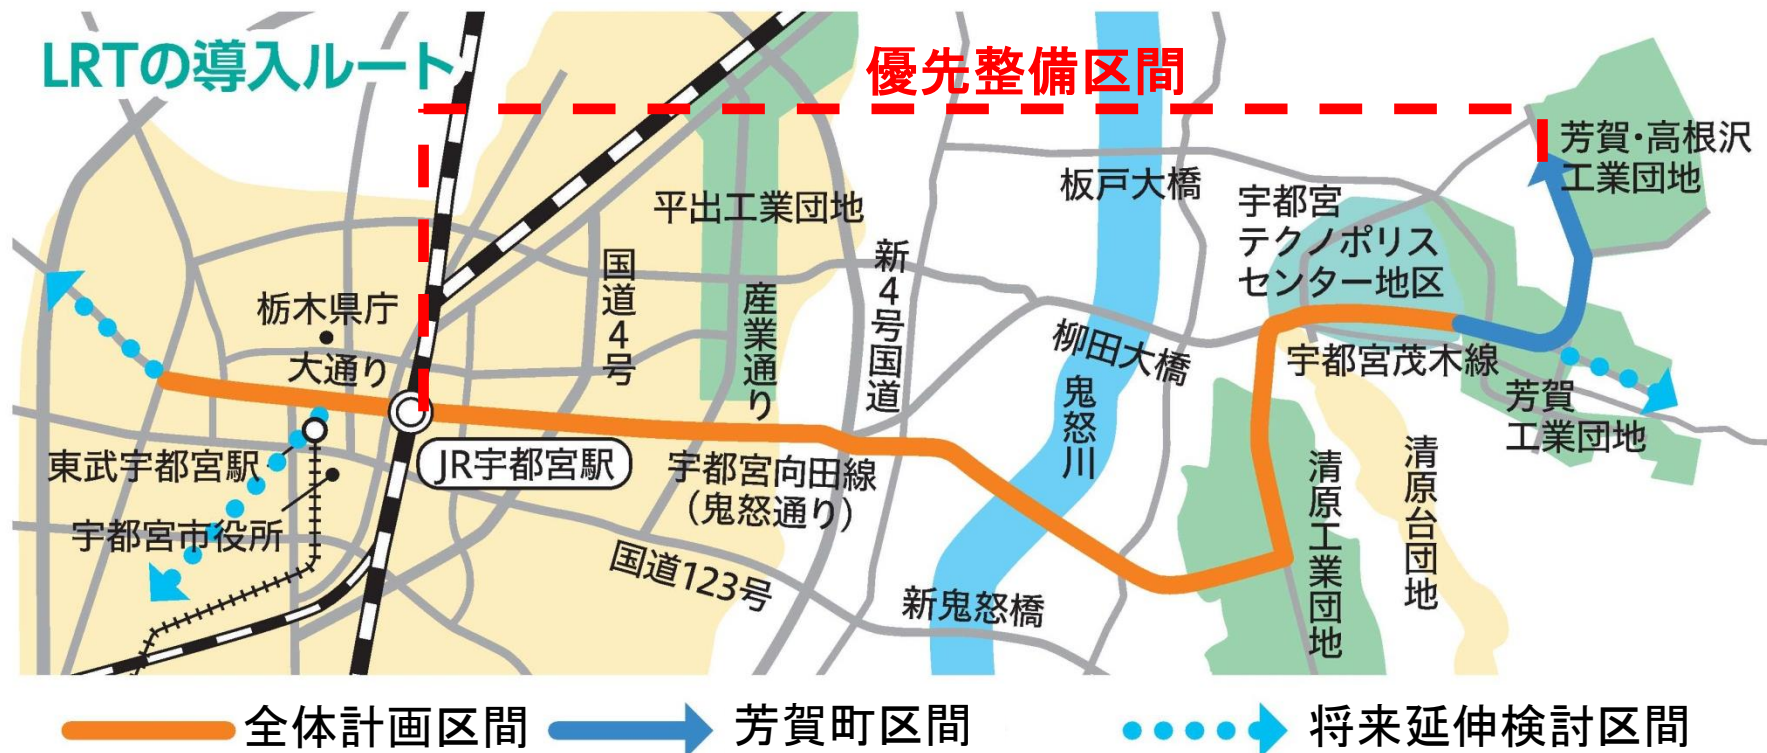 LRTの導入ルート
優先整備区間
芳賀・高根沢
工業団地
板戸大橋
平出工業団地
宇都宮
テクノポリス
センター地区
国道4号
産業通り
新4号国道
栃木県庁
大通り
柳田大橋
宇都宮茂木線
鬼怒川
芳賀
工業団地
東武宇都宮駅
JR宇都宮駅
宇都宮向田線
（鬼怒通り）
清原工業団地
清原台団地
宇都宮市役所
国道123号
新鬼怒橋
全体計画区間
芳賀町区間
将来延伸検討区間